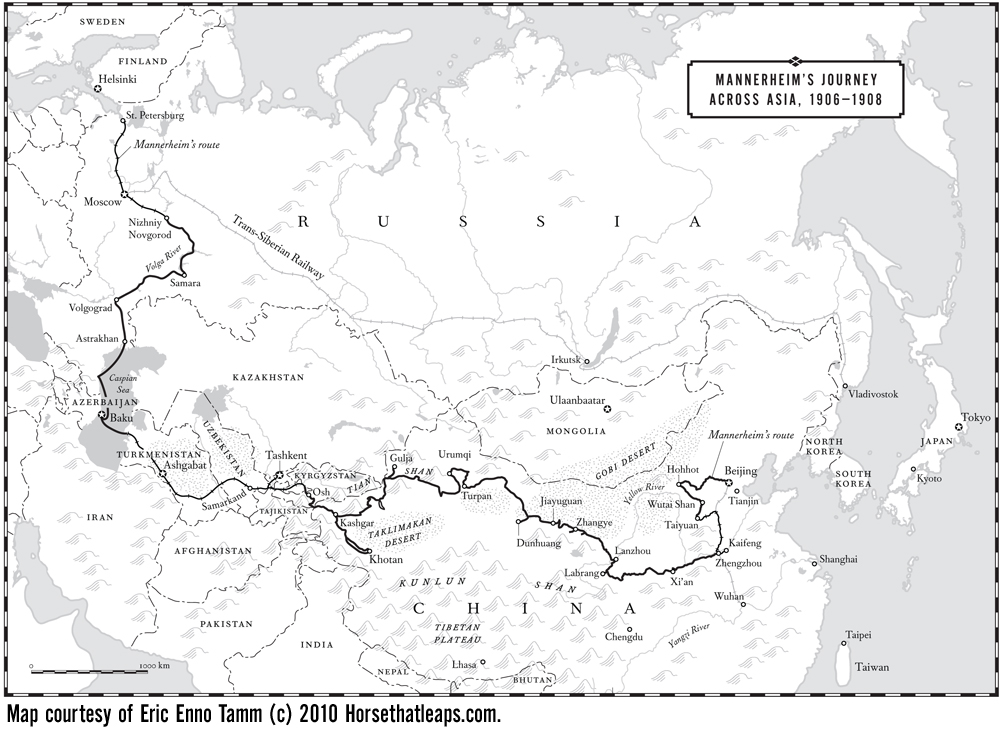 SWEDEN
FINLAND
Helsinki
MANNERHEIM'S JOURNEY
ACROSS ASIA, 1906–1908
St. Petersburg
Mannerheim's route
Moscow
Nizhniy
Novgorod
RUSSIA
Trans-Siberian Railway
Volga River
Samara
Volgograd
Astrakhan
Irkutsk
Caspian
Sea
KAZAKHSTAN
AZERBAIJAN
Baku
Ulaanbaatar
MONGOLIA
Vladivostok
Tokyo
JAPAN
Kyoto
NORTH
KOREA
SOUTH
KOREA
Mannerheim's route
GOBI DESERT
UZBEKISTAN
TURKMENISTAN
Ashgabat
Tashkent
KYRGYZSTAN
Gulja
Urumqi
TIAN SHAN
Turpan
Hohhot
Beijing
Tianjin
Yellow River
Wutai Shan
Taiyuan
Samarkand
Osh
TAJIKISTAN
Kashgar
TAKLIMAKAN
DESERT
Khotan
Jiayuguan
Zhangye
Dunhuang
IRAN
AFGHANISTAN
Lanzhou
Labrang
Kaifeng
Zhengzhou
Xi'an
Shanghai
KUNLUN SHAN
CHINA
Wuhan
PAKISTAN
TIBETAN
PLATEAU
Chengdu
Yangzi River
INDIA
Lhasa
NEPAL
BHUTAN
Taipei
Taiwan
0 1000 km
Map courtesy of Eric Enno Tamm (c) 2010 Horsethatleaps.com.